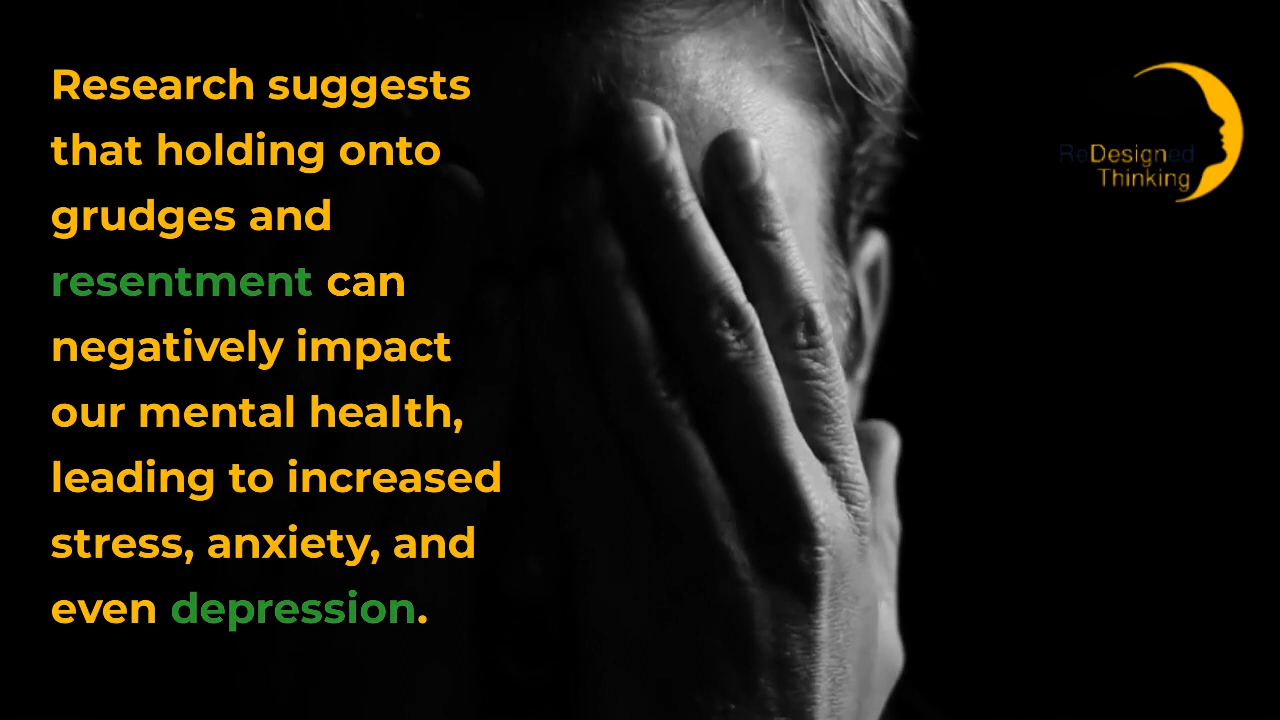 Research suggests
that holding onto
grudges and
resentment can
negatively impact
our mental health,
leading to increased
stress, anxiety, and
even depression.
ReDesigned
Thinking